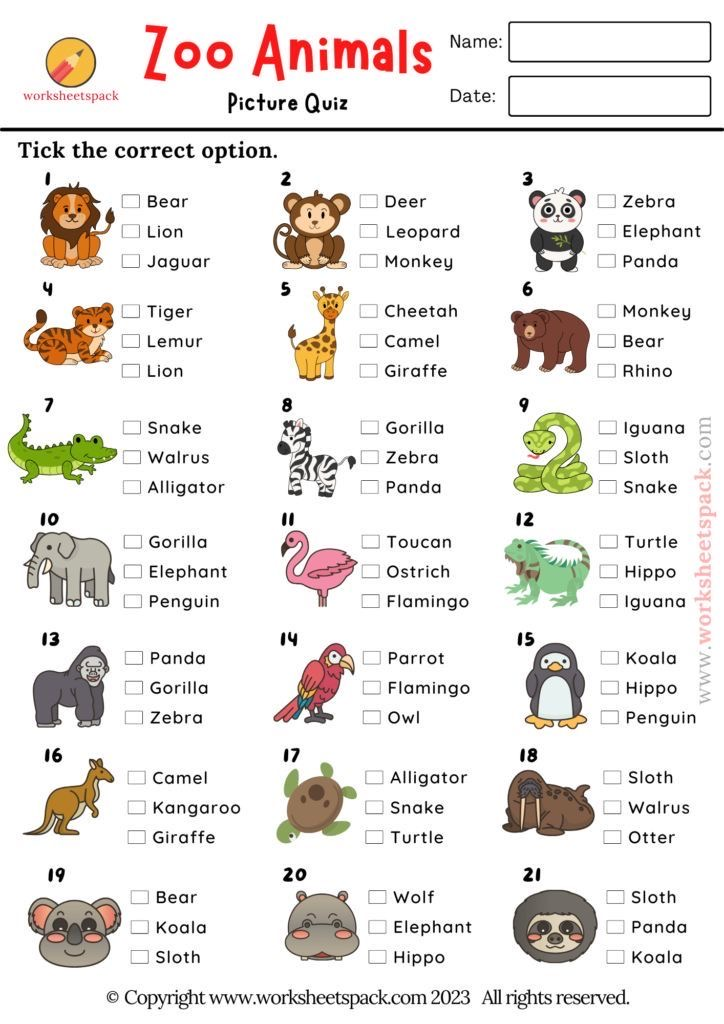 Zoo Animals
Picture Quiz
worksheetspack
Name:
Date:
Tick the correct option.
1
Bear
Lion
Jaguar
2
Deer
Leopard
Monkey
3
Zebra
Elephant
Panda
4
Tiger
Lemur
Lion
5
Cheetah
Camel
Giraffe
6
Monkey
Bear
Rhino
7
Snake
Walrus
Alligator
8
Gorilla
Zebra
Panda
9
Iguana
Sloth
Snake
10
Gorilla
Elephant
Penguin
11
Toucan
Ostrich
Flamingo
12
Turtle
Hippo
Iguana
13
Panda
Gorilla
Zebra
14
Parrot
Flamingo
Owl
15
Koala
Hippo
Penguin
16
Camel
Kangaroo
Giraffe
17
Alligator
Snake
Turtle
18
Sloth
Walrus
Otter
19
Bear
Koala
Sloth
20
Wolf
Elephant
Hippo
21
Sloth
Panda
Koala
www.worksheetspack.com
© Copyright www.worksheetspack.com 2023 All rights reserved.